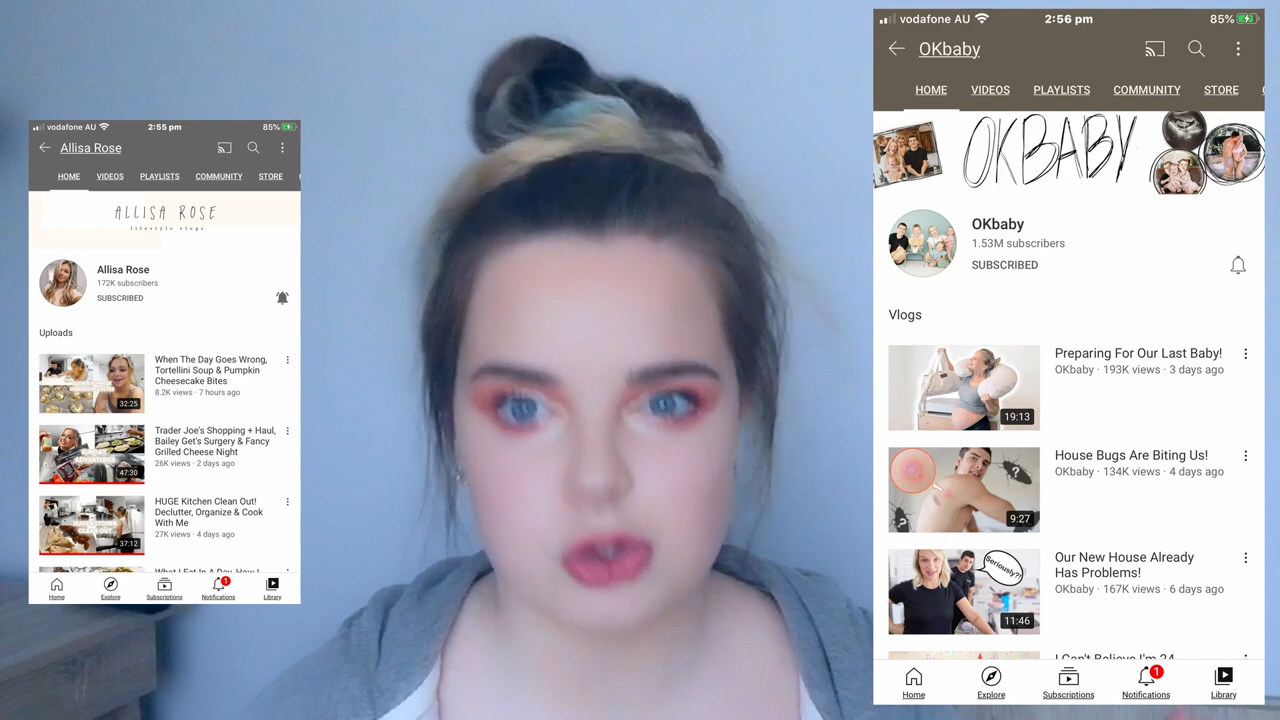 vodafone AU 2:55 pm 85%
Allisa Rose
HOME VIDEOS PLAYLISTS COMMUNITY STORE
ALLISA ROSE
lifestyle vlogs
Allisa Rose
172K subscribers
SUBSCRIBED
Uploads
When The Day Goes Wrong,
Tortellini Soup & Pumpkin
Cheesecake Bites
8.2K views · 7 hours ago
32:25
Trader Joe's Shopping + Haul,
Bailey Get's Surgery & Fancy
Grilled Cheese Night
26K views · 2 days ago
47:30
HUGE Kitchen Clean Out!
Declutter, Organize & Cook
With Me
27K views · 4 days ago
37:12
1
Home Explore Subscriptions Notifications Library
vodafone AU 2:56 pm 85%
OKbaby
HOME VIDEOS PLAYLISTS COMMUNITY STORE
OKBABY
OKbaby
1.53M subscribers
SUBSCRIBED
Vlogs
Preparing For Our Last Baby!
OKbaby · 193K views · 3 days ago
19:13
House Bugs Are Biting Us!
OKbaby · 134K views · 4 days ago
9:27
Our New House Already
Has Problems!
OKbaby · 167K views · 6 days ago
Seriously?!
11:46
I Can't Believe I'm 24
1
Home Explore Subscriptions Notifications Library